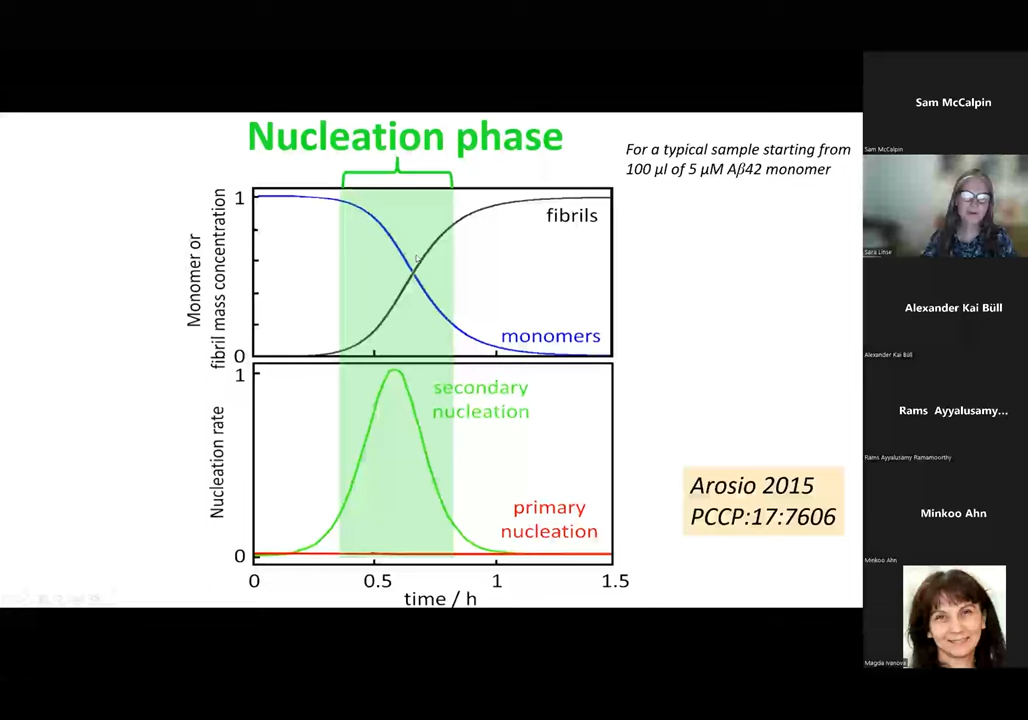 Nucleation phase
For a typical sample starting from
100 µl of 5 µM Aβ42 monomer
Monomer or
fibril mass concentration
1
0
fibrils
monomers
Nucleation rate
1
0
secondary
nucleation
primary
nucleation
0
0.5
1
1.5
time / h
Arosio 2015
PCCP:17:7606
Sam McCalpin
Sam McCalpin
Sara Linse
Alexander Kai Büll
Alexander Kai Büll
Rams Ayyalusamy...
Rams Ayyalusamy Ramamoorthy
Minkoo Ahn
Minkoo Ahn
Magda Ivanova